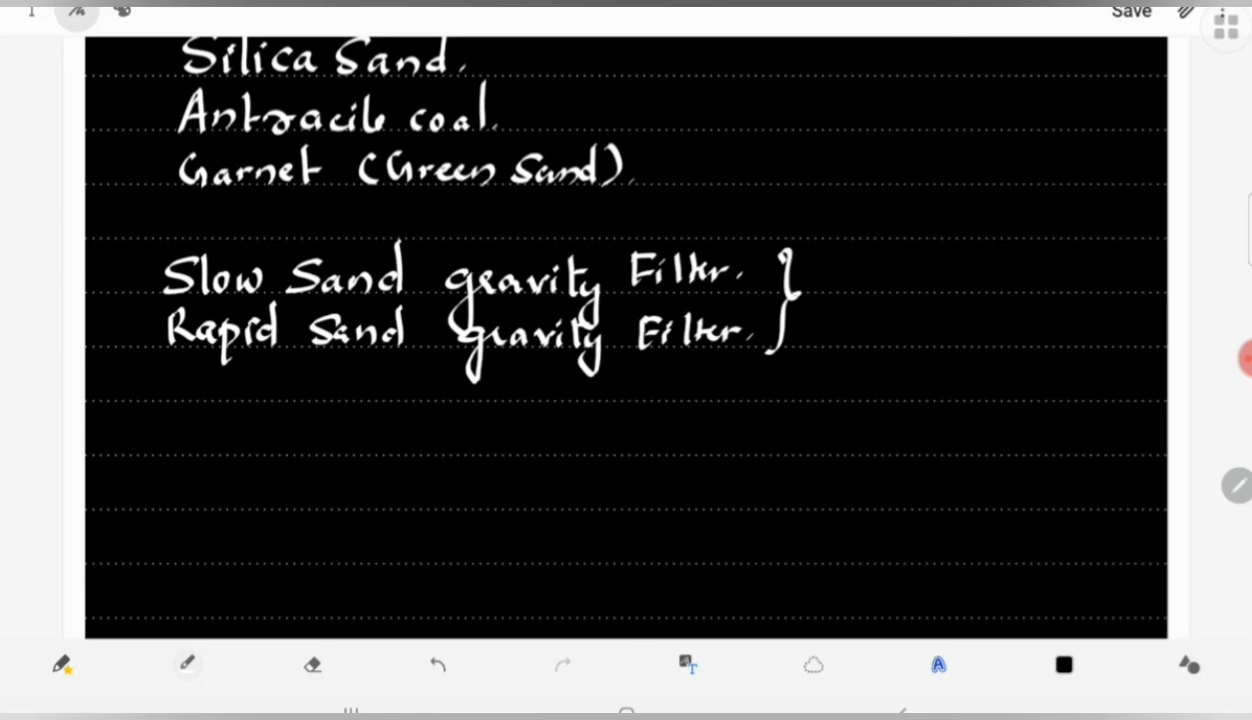 Save
Silica Sand.
Antracite coal.
Garnet (Green Sand).
Slow Sand gravity Filter.
Rapid Sand gravity Filter.